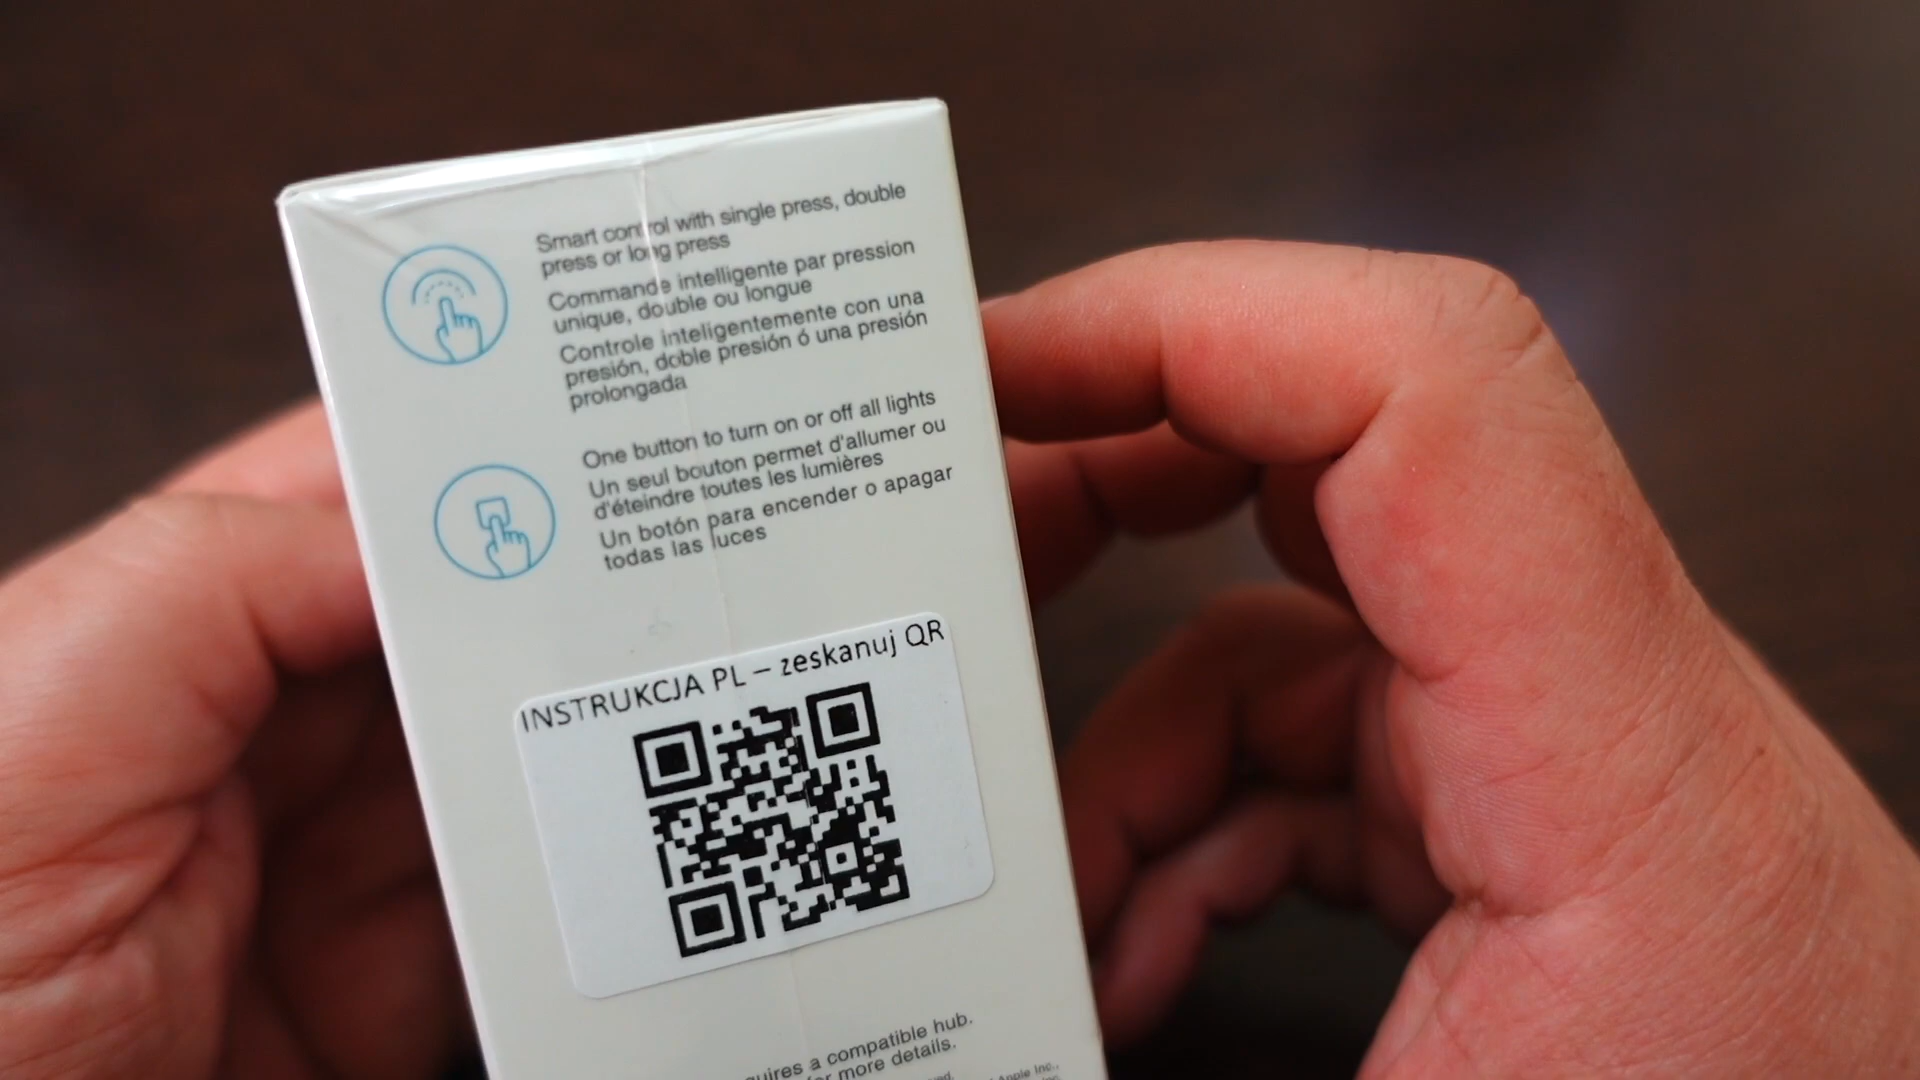 Smart control with single press, double
press or long press
Commande intelligente par pression
unique, double ou longue
Controle inteligentemente con una
presión, doble presión ó una presión
prolongada
One button to turn on or off all lights
Un seul bouton permet d'allumer ou
d'éteindre toutes les lumières
Un botón para encender o apagar
todas las luces
INSTRUKCJA PL – zeskanuj QR
a compatible hub.
more details.
Apple Inc.,